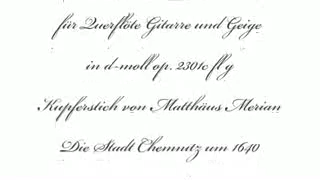 für Querflöte Gitarre und Geige
in d-moll op. 2301c fl g
Kupferstich von Matthäus Merian
Die Stadt Chemnitz um 1640